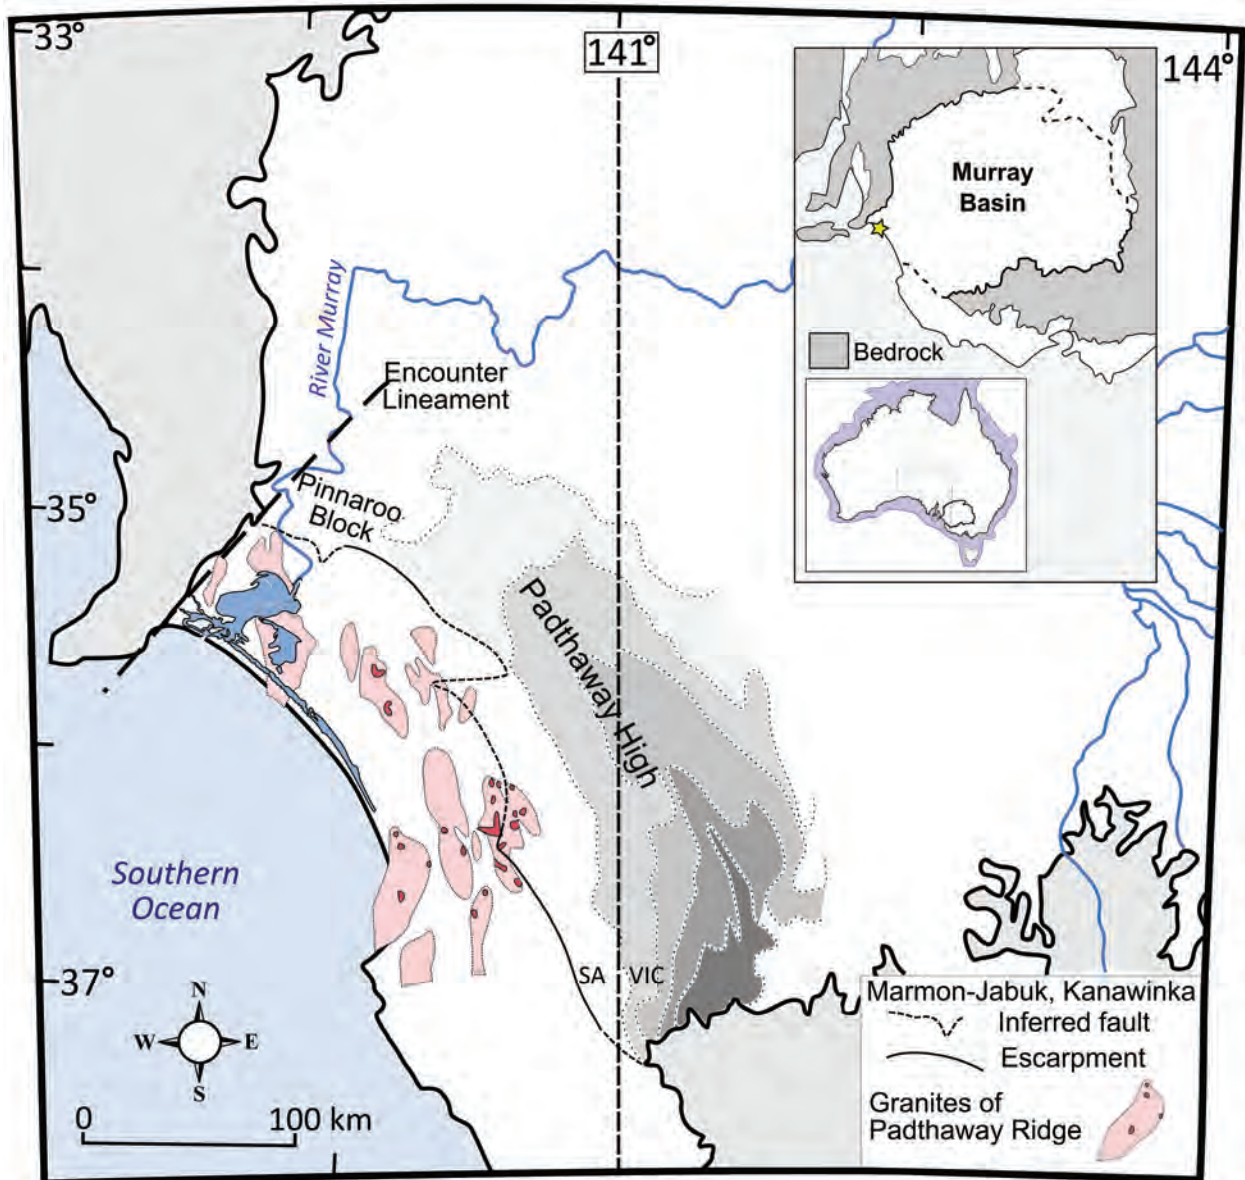 33°
141°
144°
Murray
Basin
River Murray
Bedrock
Encounter
Lineament
35°
Pinnaroo
Block
Padthaway High
Southern
Ocean
37°
SA
VIC
N
W
E
S
0
100 km
Marmon-Jabuk, Kanawinka
Inferred fault
Escarpment
Granites of
Padthaway Ridge